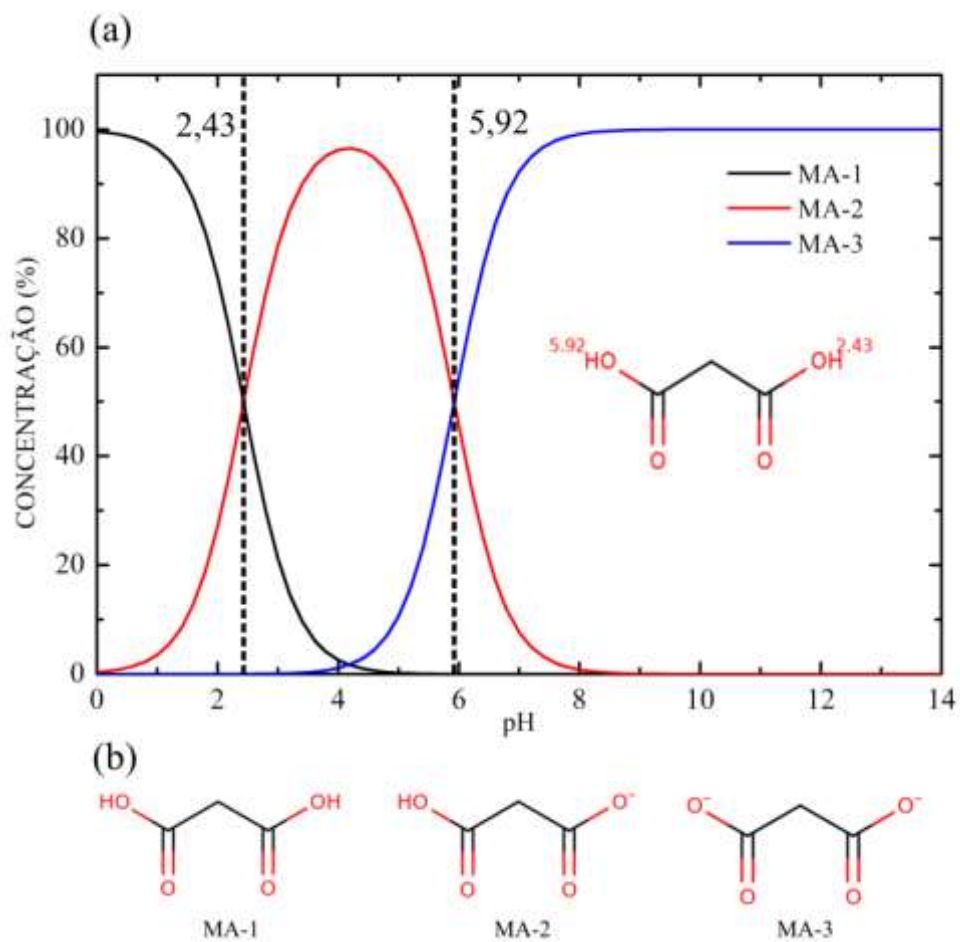 (a)
2,43
5,92
100
80
60
40
20
0
CONCENTRAÇÃO (%)
MA-1
MA-2
MA-3
5.92
HO
OH
2.43
O
O
0
2
4
6
8
10
12
14
pH
(b)
HO
OH
O
O
MA-1
HO
O⁻
O
O
MA-2
O⁻
O⁻
O
O
MA-3